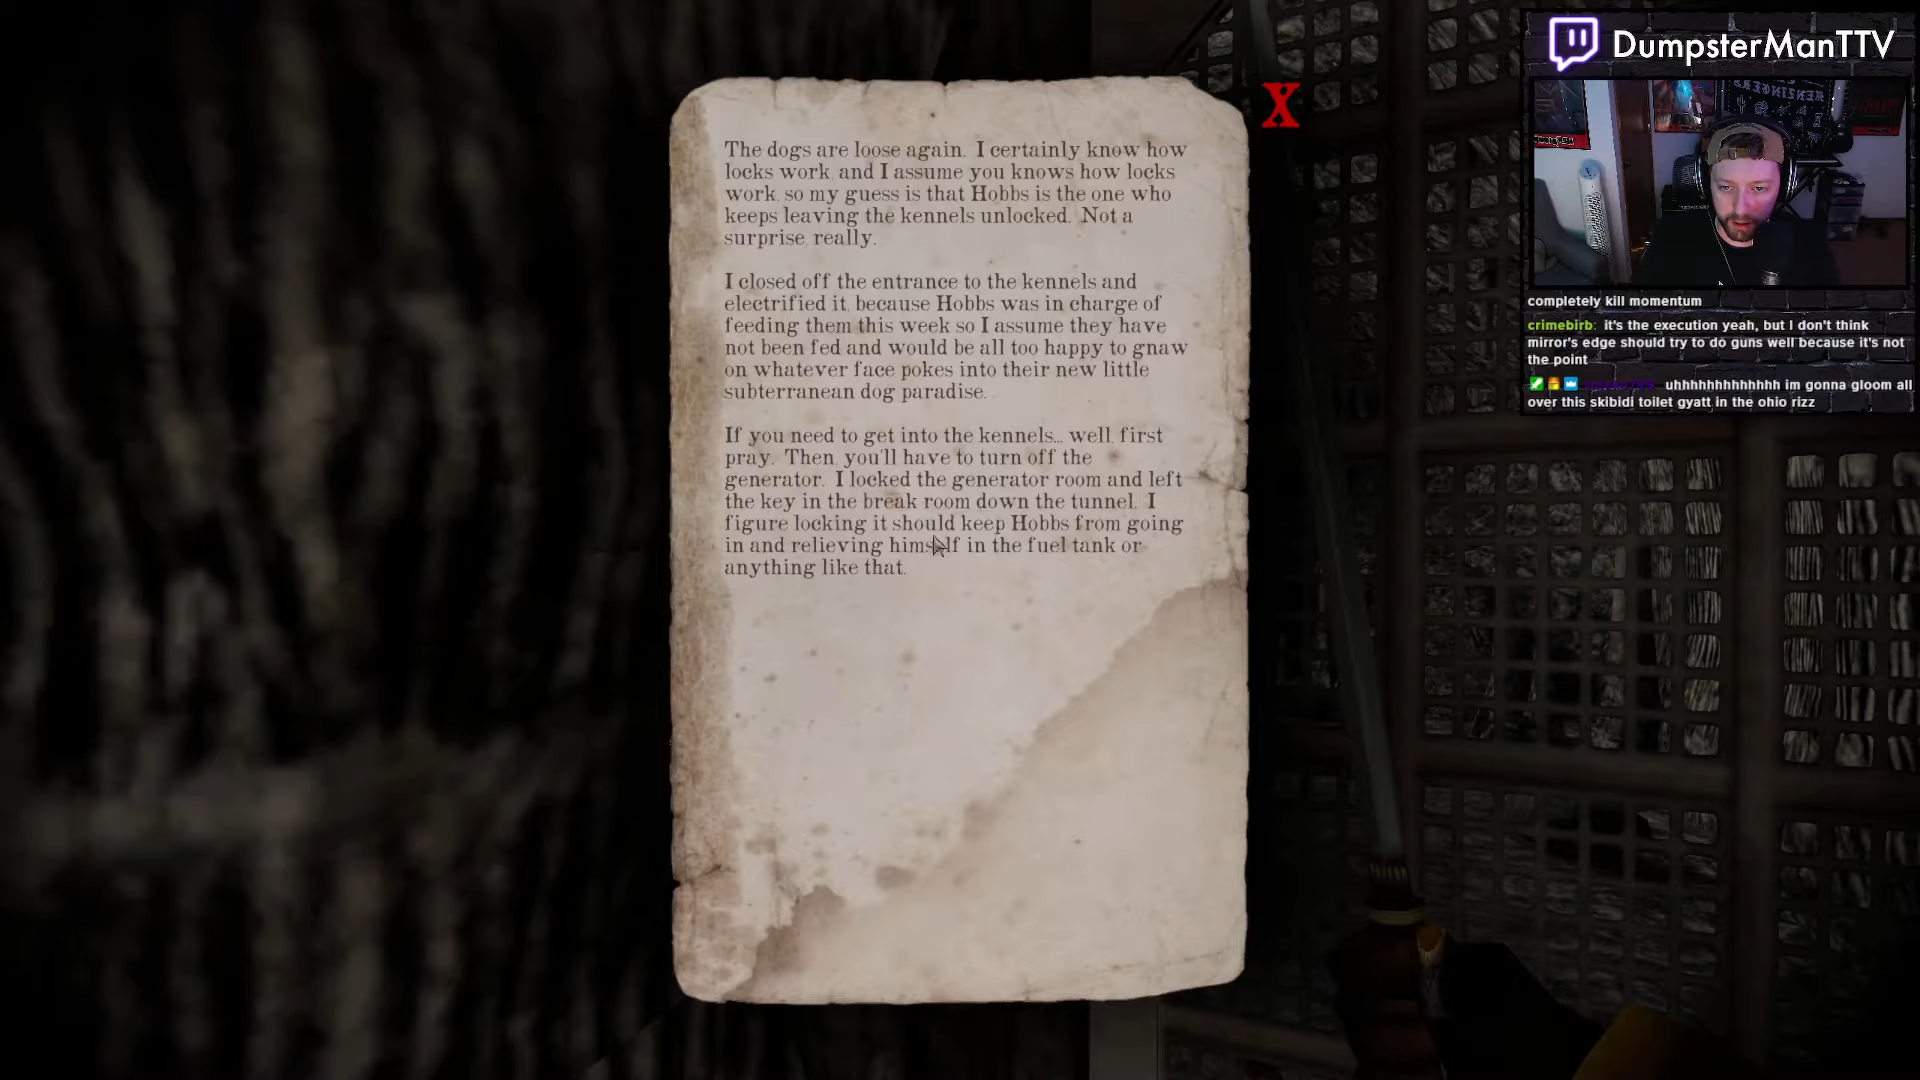 DumpsterManTTV
X
The dogs are loose again. I certainly know how
locks work, and I assume you knows how locks
work, so my guess is that Hobbs is the one who
keeps leaving the kennels unlocked. Not a
surprise, really.
I closed off the entrance to the kennels and
electrified it, because Hobbs was in charge of
feeding them this week so I assume they have
not been fed and would be all too happy to gnaw
on whatever face pokes into their new little
subterranean dog paradise.
If you need to get into the kennels... well, first
pray. Then, you'll have to turn off the
generator. I locked the generator room and left
the key in the break room down the tunnel. I
figure locking it should keep Hobbs from going
in and relieving himself in the fuel tank or
anything like that.
completely kill momentum
crimebirb: it's the execution yeah, but I don't think
mirror's edge should try to do guns well because it's not
the point
uhhhhhhhhhhhhh im gonna gloom all
over this skibidi toilet gyatt in the ohio rizz